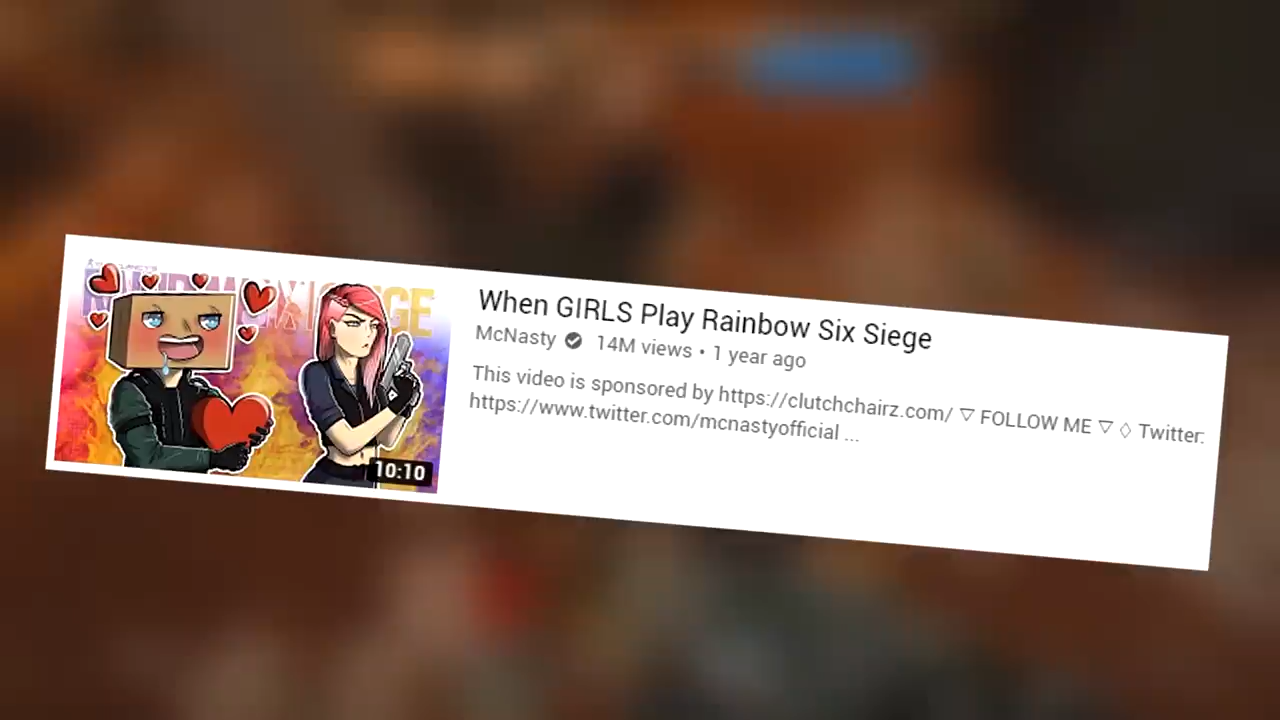 When GIRLS Play Rainbow Six Siege
McNasty 14M views • 1 year ago
This video is sponsored by https://clutchchairz.com/ ▽ FOLLOW ME ▽ ◊ Twitter:
https://www.twitter.com/mcnastyofficial ...
10:10